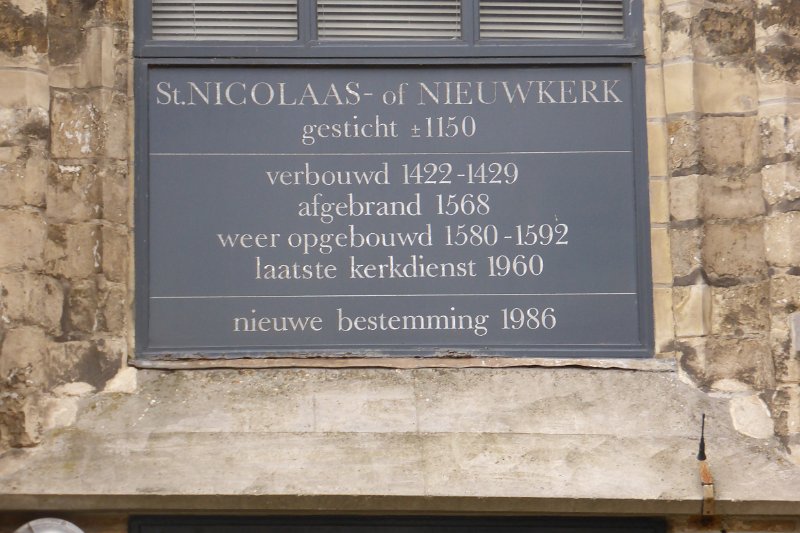 St.NICOLAAS- of NIEUWKERK
gesticht ±1150
verbouwd 1422-1429
afgebrand 1568
weer opgebouwd 1580-1592
laatste kerkdienst 1960
nieuwe bestemming 1986